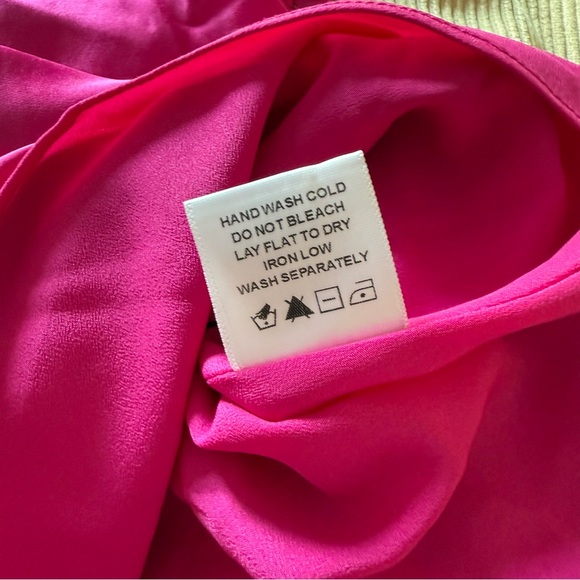 HAND WASH COLD
DO NOT BLEACH
LAY FLAT TO DRY
IRON LOW
WASH SEPARATELY